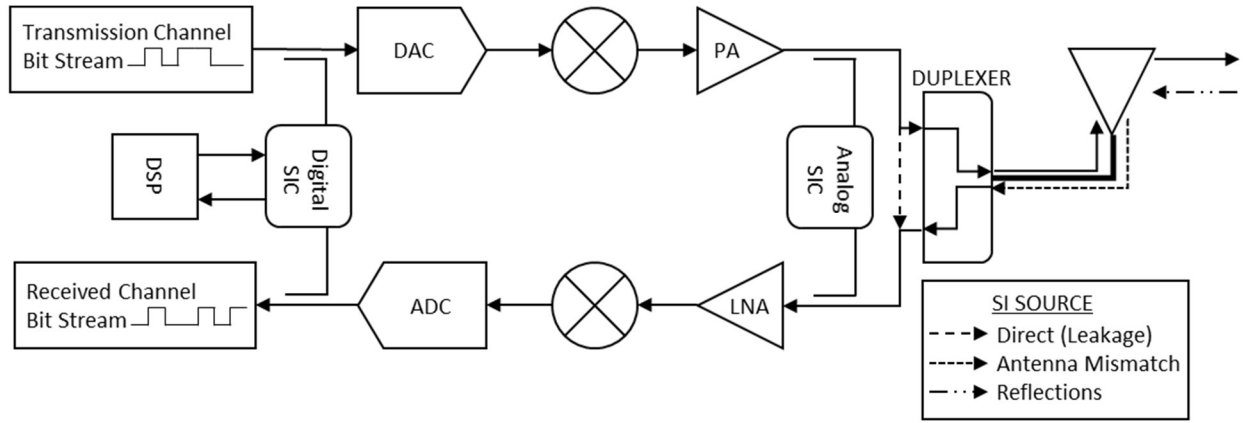 Transmission Channel
Bit Stream
DAC
PA
DUPLEXER
DSP
Digital
SIC
Analog
SIC
Received Channel
Bit Stream
ADC
LNA
SI SOURCE
Direct (Leakage)
Antenna Mismatch
Reflections